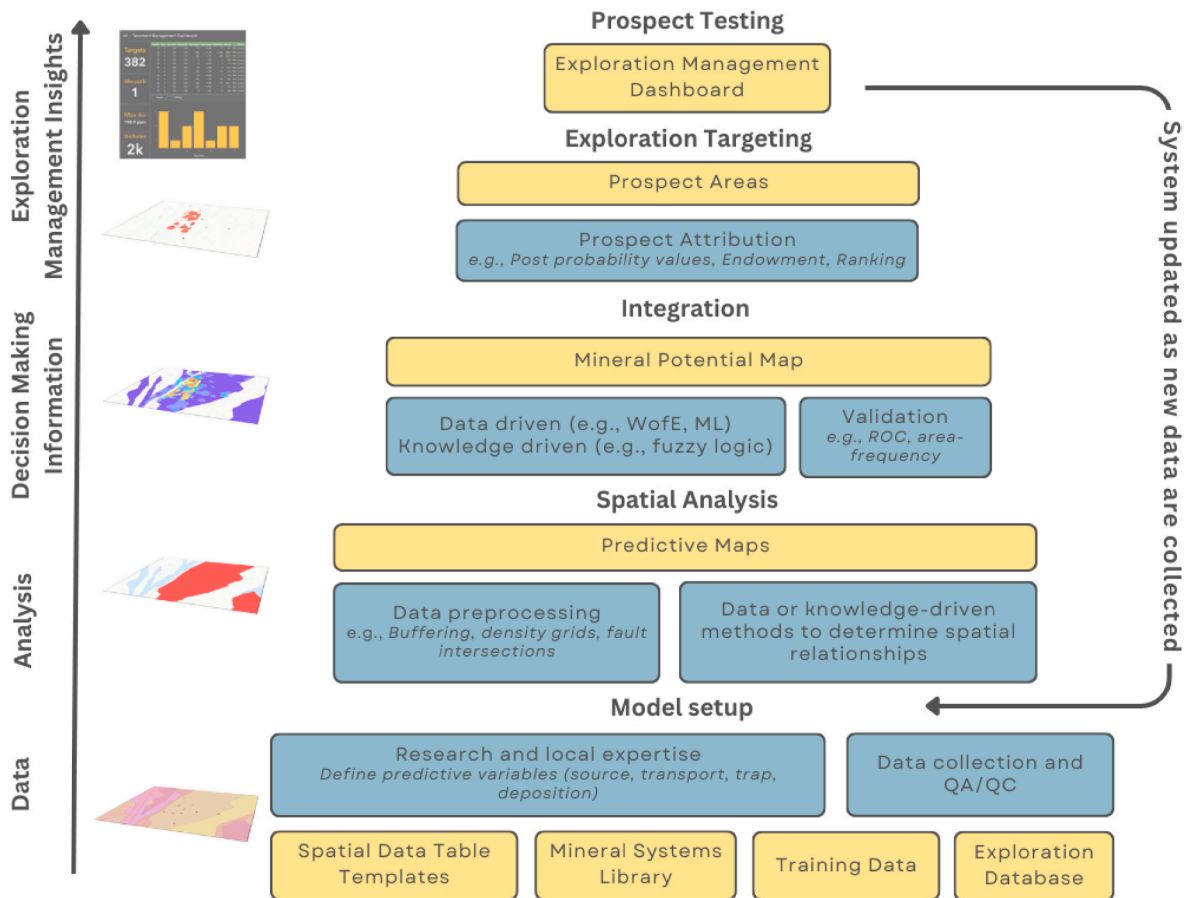 Prospect Testing
Exploration Management
Dashboard
Exploration Targeting
Prospect Areas
Prospect Attribution
e.g., Post probability values, Endowment, Ranking
Integration
Mineral Potential Map
Data driven (e.g., WofE, ML)
Knowledge driven (e.g., fuzzy logic)
Validation
e.g., ROC, area-
frequency
Spatial Analysis
Predictive Maps
Data preprocessing
e.g., Buffering, density grids, fault
intersections
Data or knowledge-driven
methods to determine spatial
relationships
Model setup
Research and local expertise
Define predictive variables (source, transport, trap,
deposition)
Data collection and
QA/QC
Spatial Data Table
Templates
Mineral Systems
Library
Training Data
Exploration
Database
Exploration
Management Insights
Decision Making
Information
Analysis
Data
System updated as new data are collected
Management Dashboard
Targets
382
1
Max Au
2k